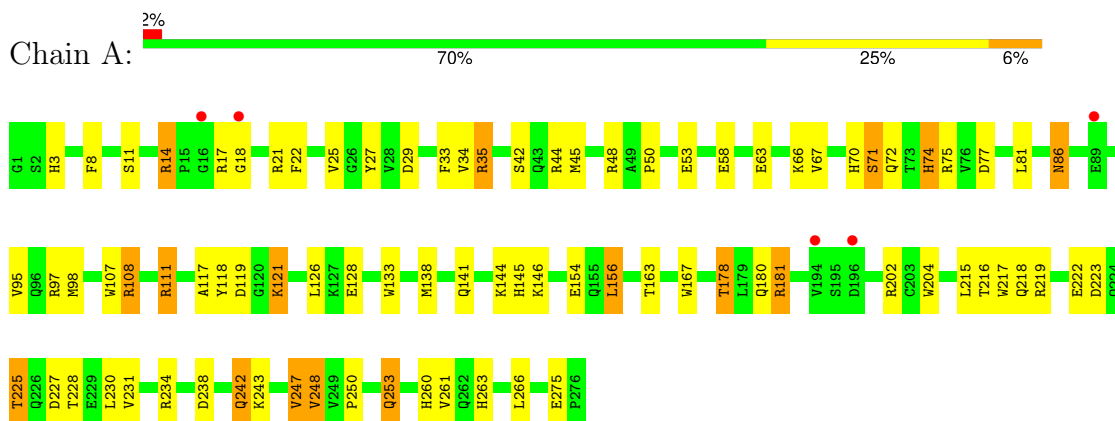 2%
Chain A:
70% 25% 6%
G1 S2 H3 F8 S11 R14 P15 G16 R17 G18 R21 F22 V25 G26 Y27 V28 D29 F33 V34 R35 S42 Q43 R44 M45 R48 A49 P50 E53 E58 E63 K66 V67 H70 S71 Q72 T73 H74 R75 V76 D77 L81 N86 E89
V95 Q96 R97 M98 W107 R108 R111 A117 Y118 D119 G120 K121 L126 K127 E128 W133 M138 Q141 K144 H145 K146 E154 Q155 L156 T163 W167 T178 L179 Q180 R181 V194 S195 D196 R202 C203 W204 L215 T216 W217 Q218 R219 E222 D223
T225 Q226 D227 T228 E229 L230 V231 R234 D238 Q242 K243 V247 V248 V249 P250 Q253 H260 V261 Q262 H263 L266 E275 P276